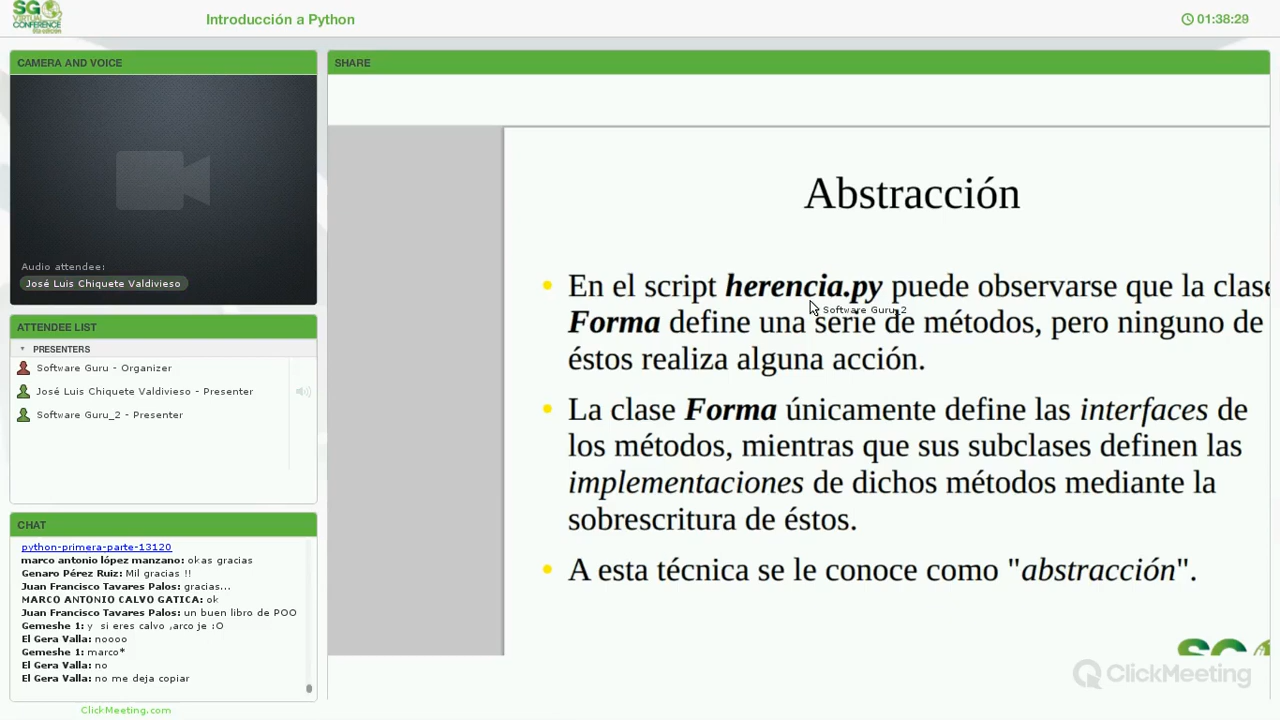 SG
VIRTUAL
CONFERENCE
Introducción a Python
01:38:29
CAMERA AND VOICE
Audio attendee:
José Luis Chiquete Valdivieso
ATTENDEE LIST
PRESENTERS
Software Guru - Organizer
José Luis Chiquete Valdivieso - Presenter
Software Guru_2 - Presenter
CHAT
python-primera-parte-13120
marco antonio lópez manzano: okas gracias
Genaro Pérez Ruiz: Mil gracias !!
Juan Francisco Tavares Palos: gracias...
MARCO ANTONIO CALVO GATICA: ok
Juan Francisco Tavares Palos: un buen libro de POO
Gemeshe 1: y si eres calvo ,arco je :O
El Gera Valla: noooo
Gemeshe 1: marco*
El Gera Valla: no
El Gera Valla: no me deja copiar
ClickMeeting.com
SHARE
Abstracción
En el script herencia.py puede observarse que la clase
Software Guru_2
Forma define una serie de métodos, pero ninguno de
éstos realiza alguna acción.
La clase Forma únicamente define las interfaces de
los métodos, mientras que sus subclases definen las
implementaciones de dichos métodos mediante la
sobrescritura de éstos.
A esta técnica se le conoce como "abstracción".
ClickMeeting